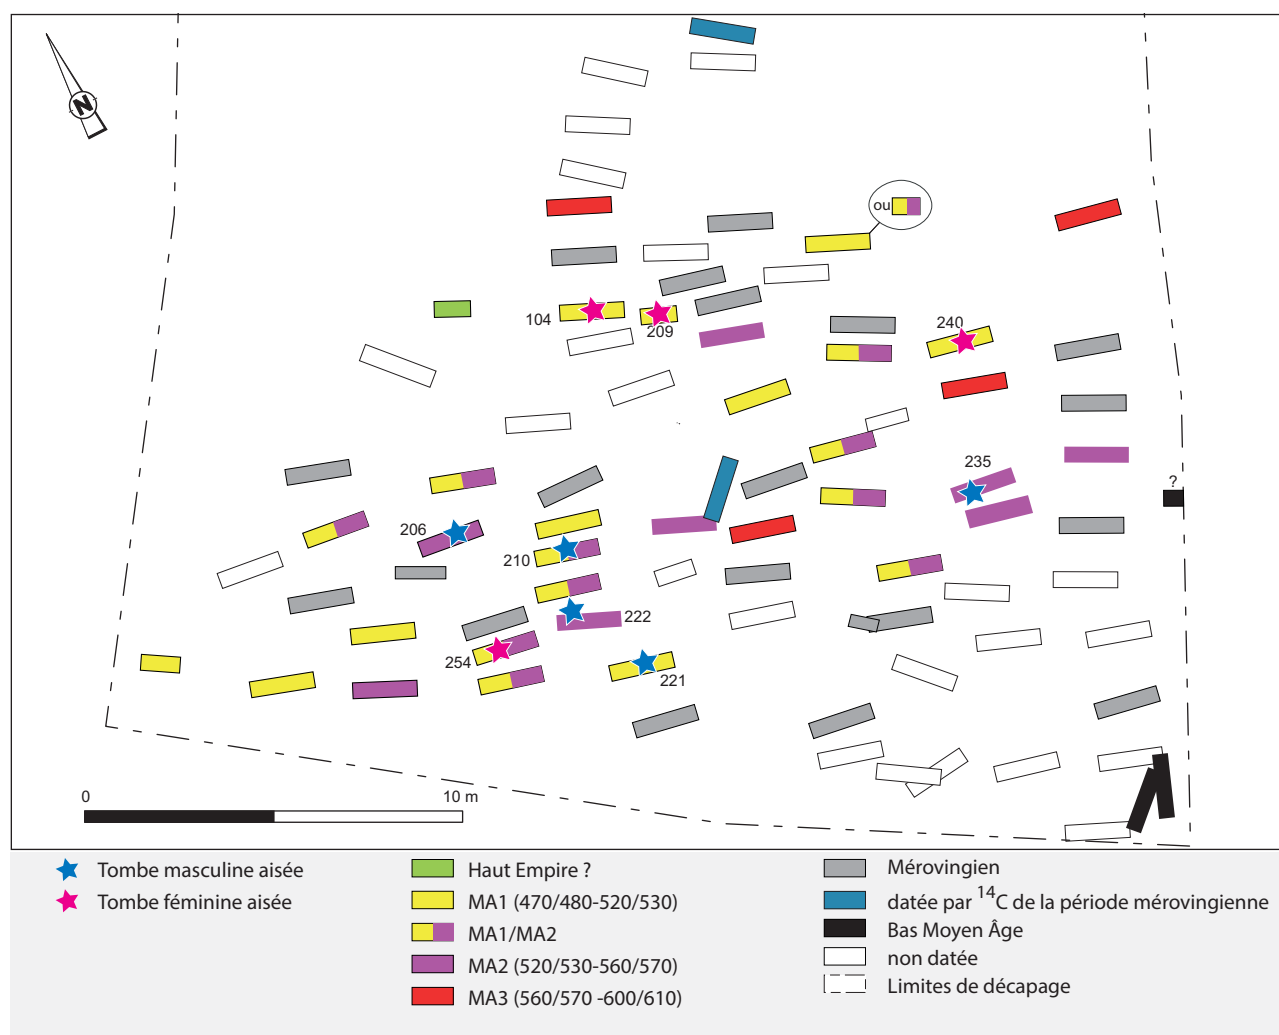 N
ou
104
209
240
235
?
206
210
222
254
221
0
10 m
Tombe masculine aisée
Tombe féminine aisée
Haut Empire ?
MA1 (470/480-520/530)
MA1/MA2
MA2 (520/530-560/570)
MA3 (560/570 -600/610)
Mérovingien
datée par 14C de la période mérovingienne
Bas Moyen Âge
non datée
Limites de décapage